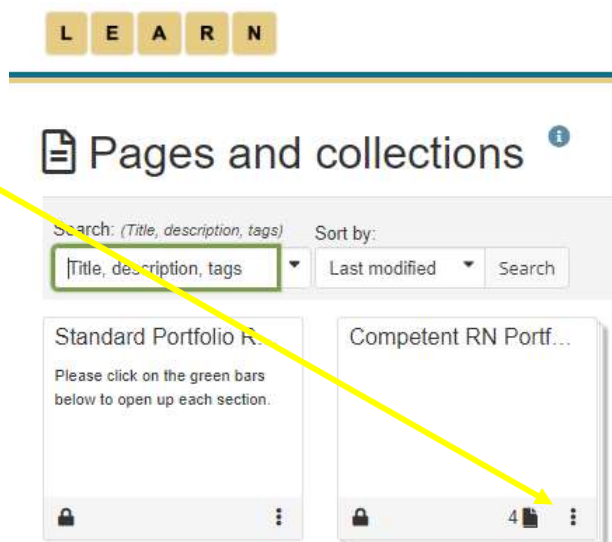 LEARN
Pages and collections
Search: (Title, description, tags) Sort by:
Title, description, tags Last modified Search
Standard Portfolio R... Competent RN Portf...
Please click on the green bars
below to open up each section.
4